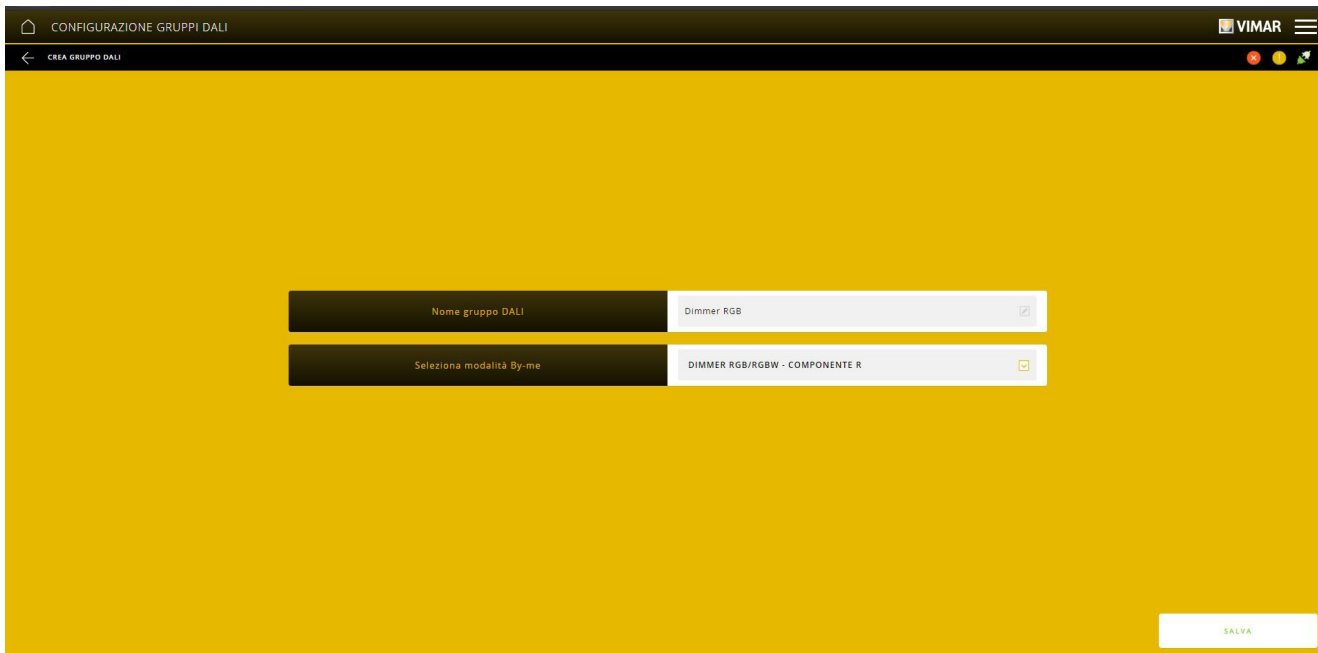 CONFIGURAZIONE GRUPPI DALI
VIMAR
CREA GRUPPO DALI
Nome gruppo DALI
Dimmer RGB
Seleziona modalità By-me
DIMMER RGB/RGBW - COMPONENTE R
SALVA